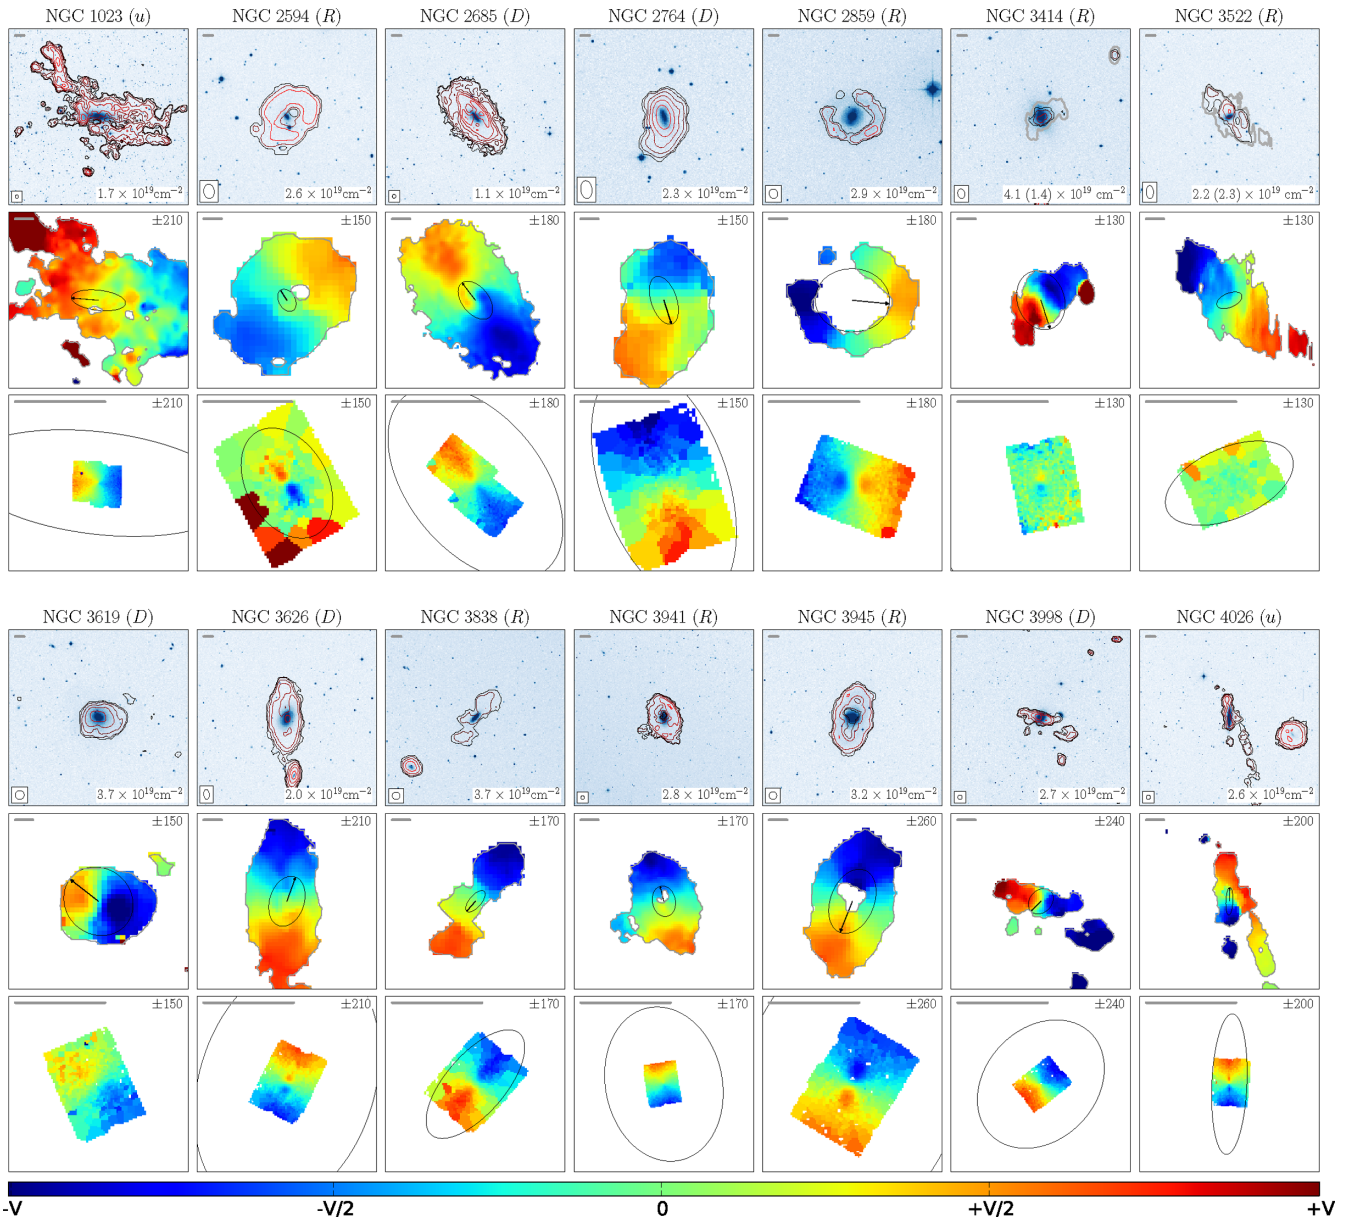 NGC 1023 (u) NGC 2594 (R) NGC 2685 (D) NGC 2764 (D) NGC 2859 (R) NGC 3414 (R) NGC 3522 (R)
1.7 × 10¹⁹cm⁻² 2.6 × 10¹⁹cm⁻² 1.1 × 10¹⁹cm⁻² 2.3 × 10¹⁹cm⁻² 2.9 × 10¹⁹cm⁻² 4.1 (1.4) × 10¹⁹ cm⁻² 2.2 (2.3) × 10¹⁹ cm⁻²
±210 ±150 ±180 ±150 ±180 ±130 ±130
±210 ±150 ±180 ±150 ±180 ±130 ±130
NGC 3619 (D) NGC 3626 (D) NGC 3838 (R) NGC 3941 (R) NGC 3945 (R) NGC 3998 (D) NGC 4026 (u)
3.7 × 10¹⁹cm⁻² 2.0 × 10¹⁹cm⁻² 3.7 × 10¹⁹cm⁻² 2.8 × 10¹⁹cm⁻² 3.2 × 10¹⁹cm⁻² 2.7 × 10¹⁹cm⁻² 2.6 × 10¹⁹cm⁻²
±150 ±210 ±170 ±170 ±260 ±240 ±200
±150 ±210 ±170 ±170 ±260 ±240 ±200
-V -V/2 0 +V/2 +V